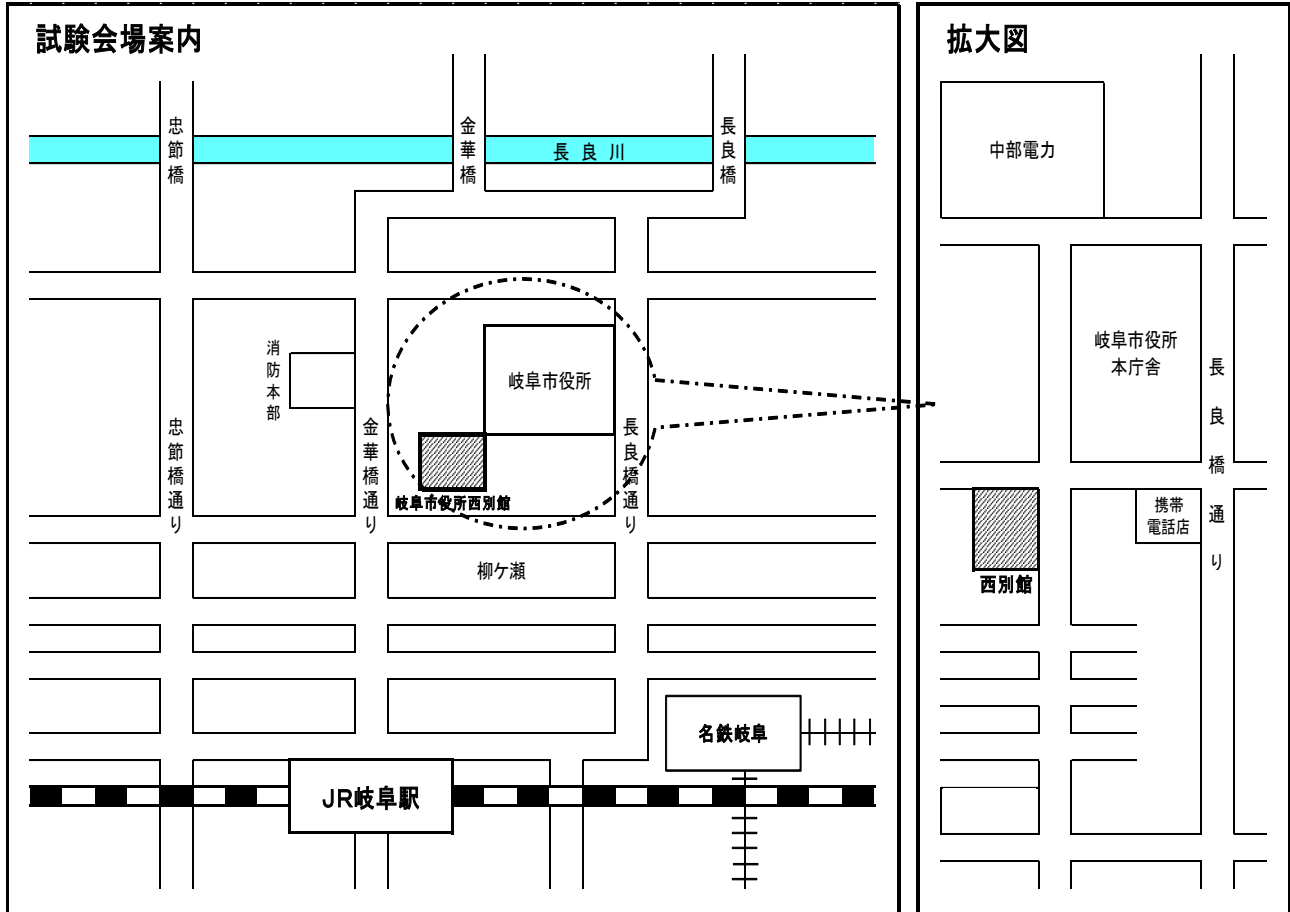 試験会場案内
忠節橋
金華橋
長良橋
長良川
消防本部
岐阜市役所
忠節橋通り
金華橋通り
長良橋通り
岐阜市役所西別館
柳ケ瀬
名鉄岐阜
JR岐阜駅
拡大図
中部電力
岐阜市役所
本庁舎
長良橋通り
携帯
電話店
西別館